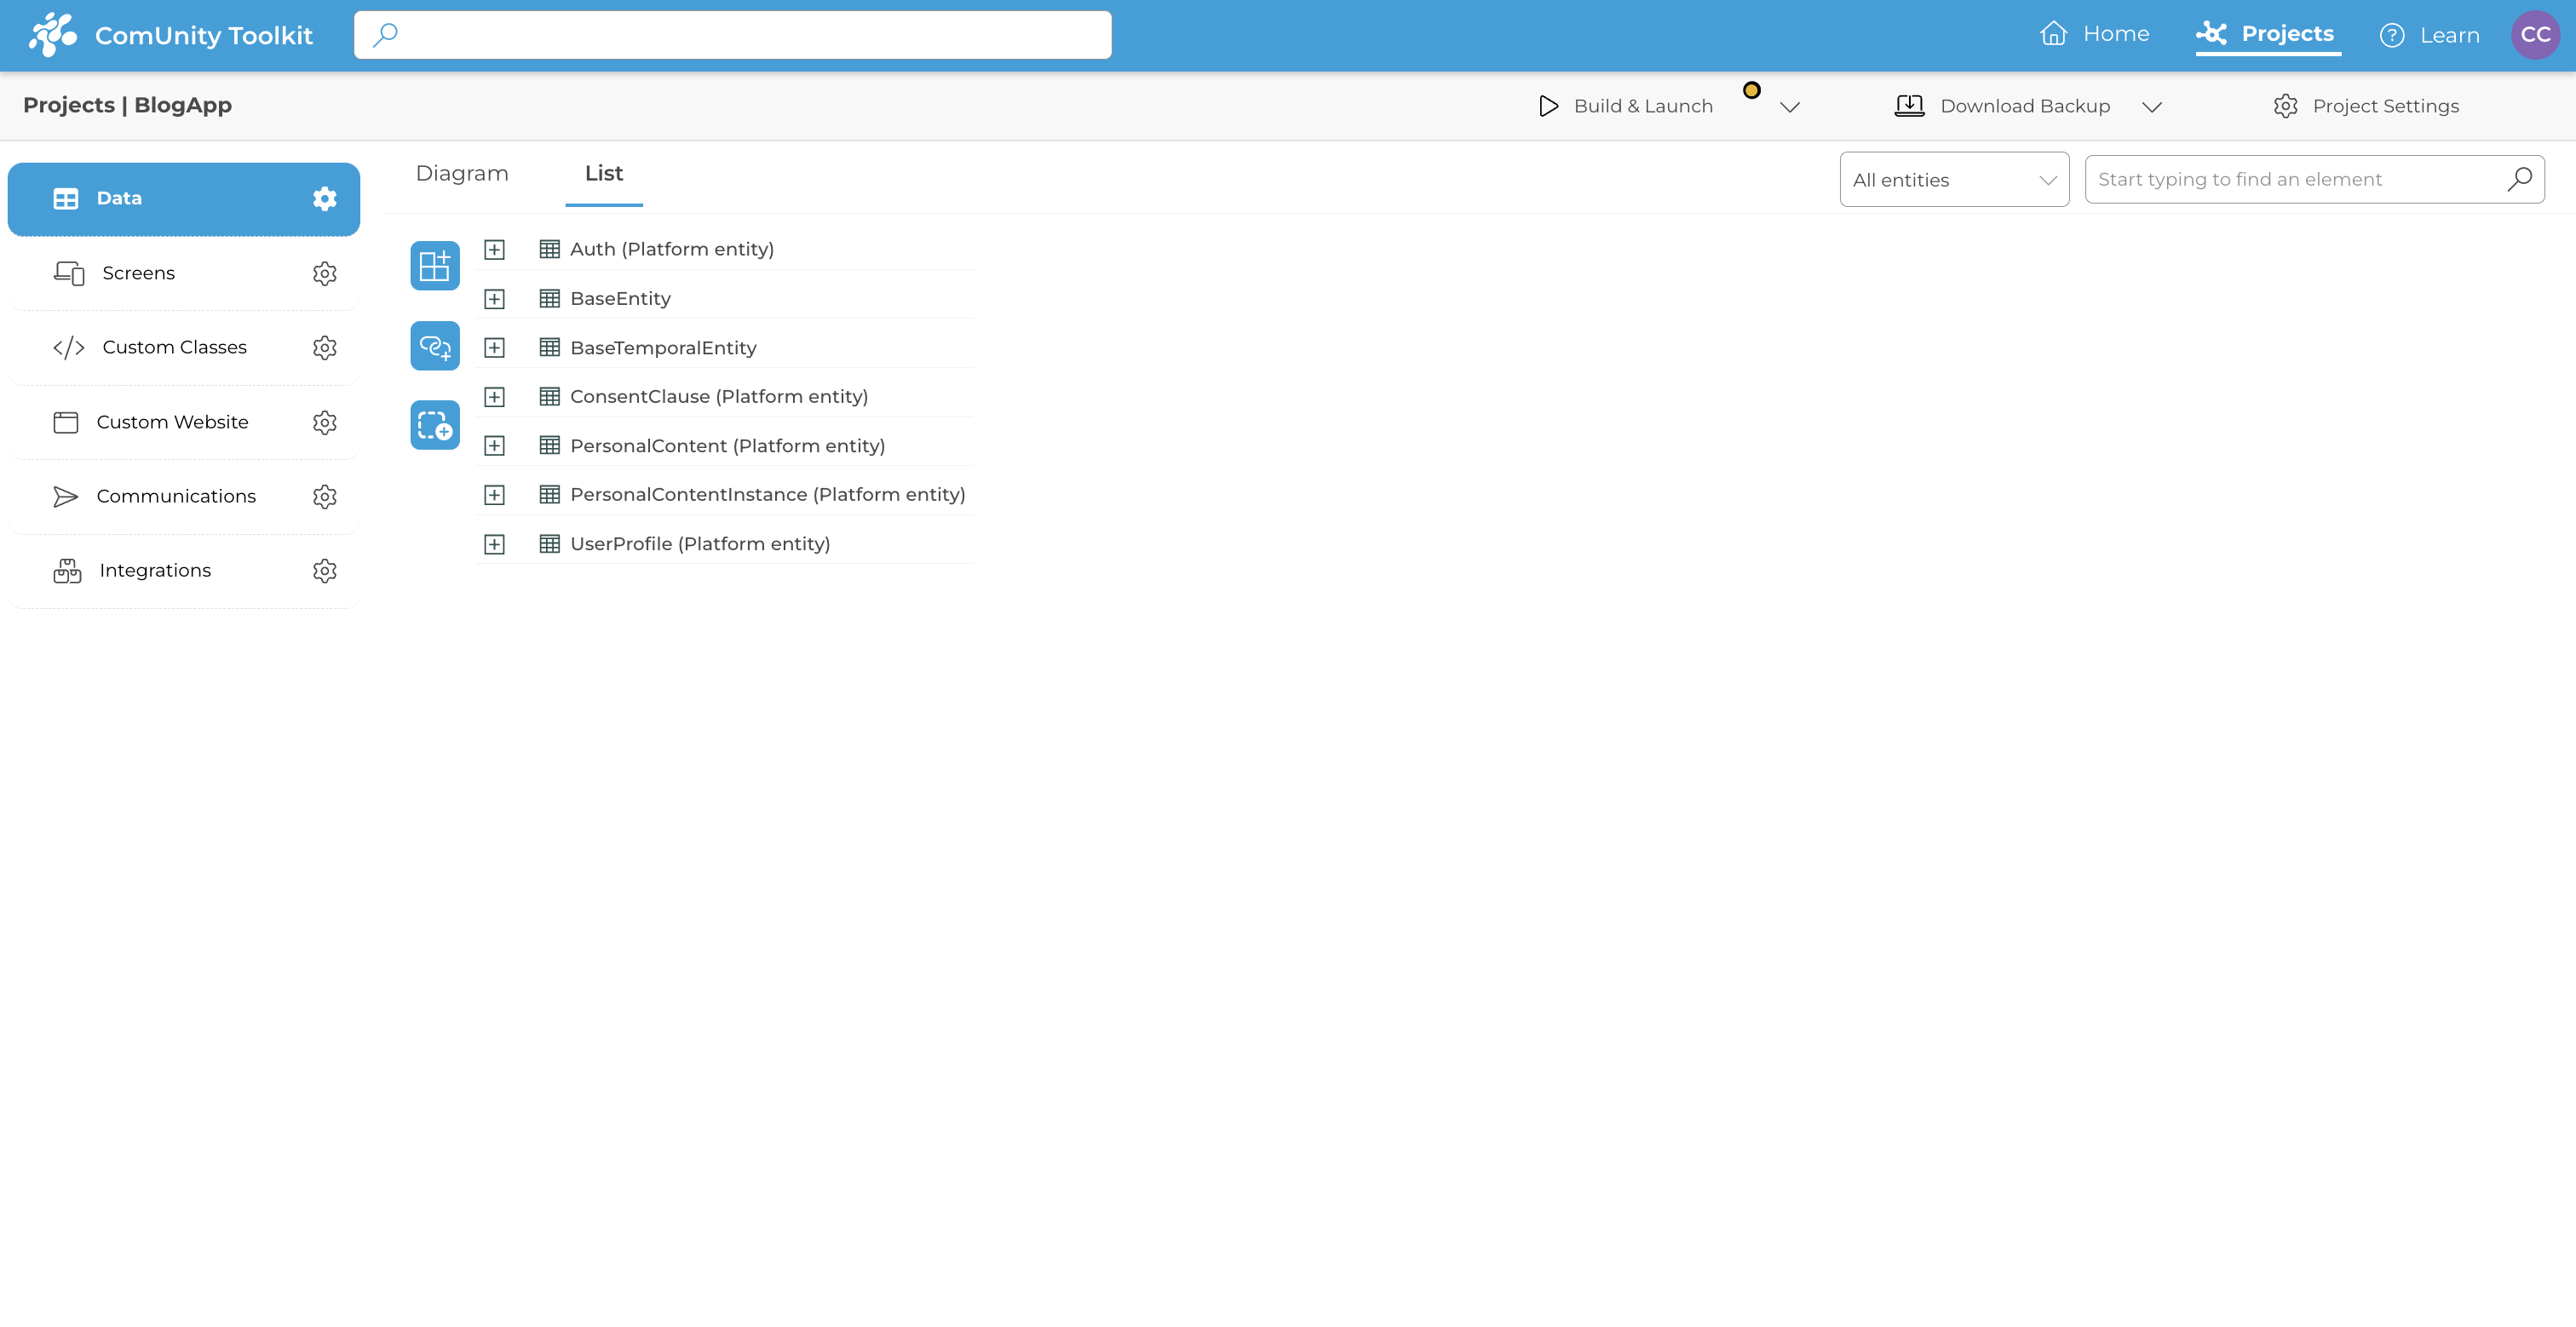 ComUnity Toolkit
Home
Projects
Learn
CC
Projects | BlogApp
Build & Launch
Download Backup
Project Settings
Data
Screens
Custom Classes
Custom Website
Communications
Integrations
Diagram
List
All entities
Start typing to find an element
Auth (Platform entity)
BaseEntity
BaseTemporalEntity
ConsentClause (Platform entity)
PersonalContent (Platform entity)
PersonalContentInstance (Platform entity)
UserProfile (Platform entity)